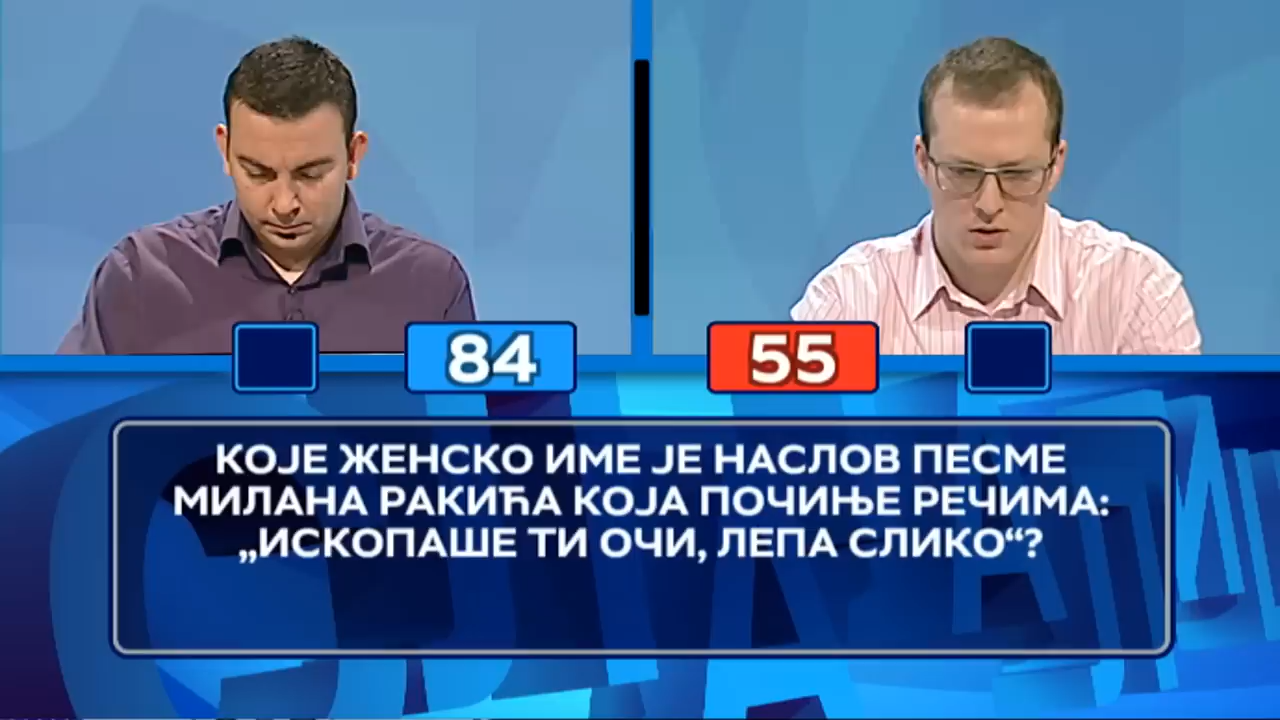 84 55
КОЈЕ ЖЕНСКО ИМЕ ЈЕ НАСЛОВ ПЕСМЕ
МИЛАНА РАКИЋА КОЈА ПОЧИЊЕ РЕЧИМА:
„ИСКОПАШЕ ТИ ОЧИ, ЛЕПА СЛИКО“?